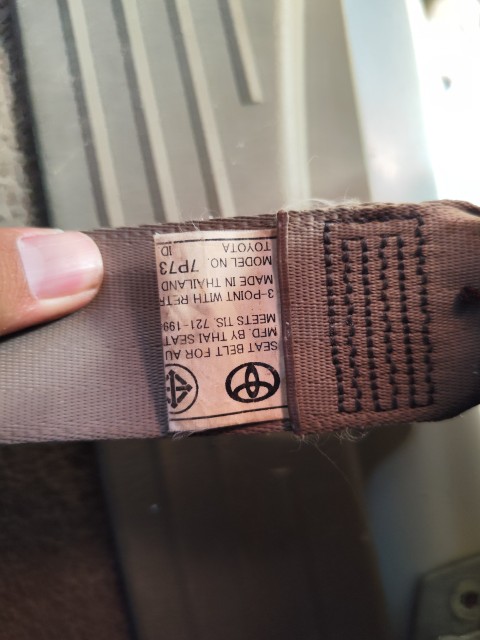 SEAT BELT FOR AU
MFD. BY THAI SEAT
MEETS TIS. 721-199
3-POINT WITH RETR
MADE IN THAILAND
MODEL NO. 7P73
TOYOTA
ID